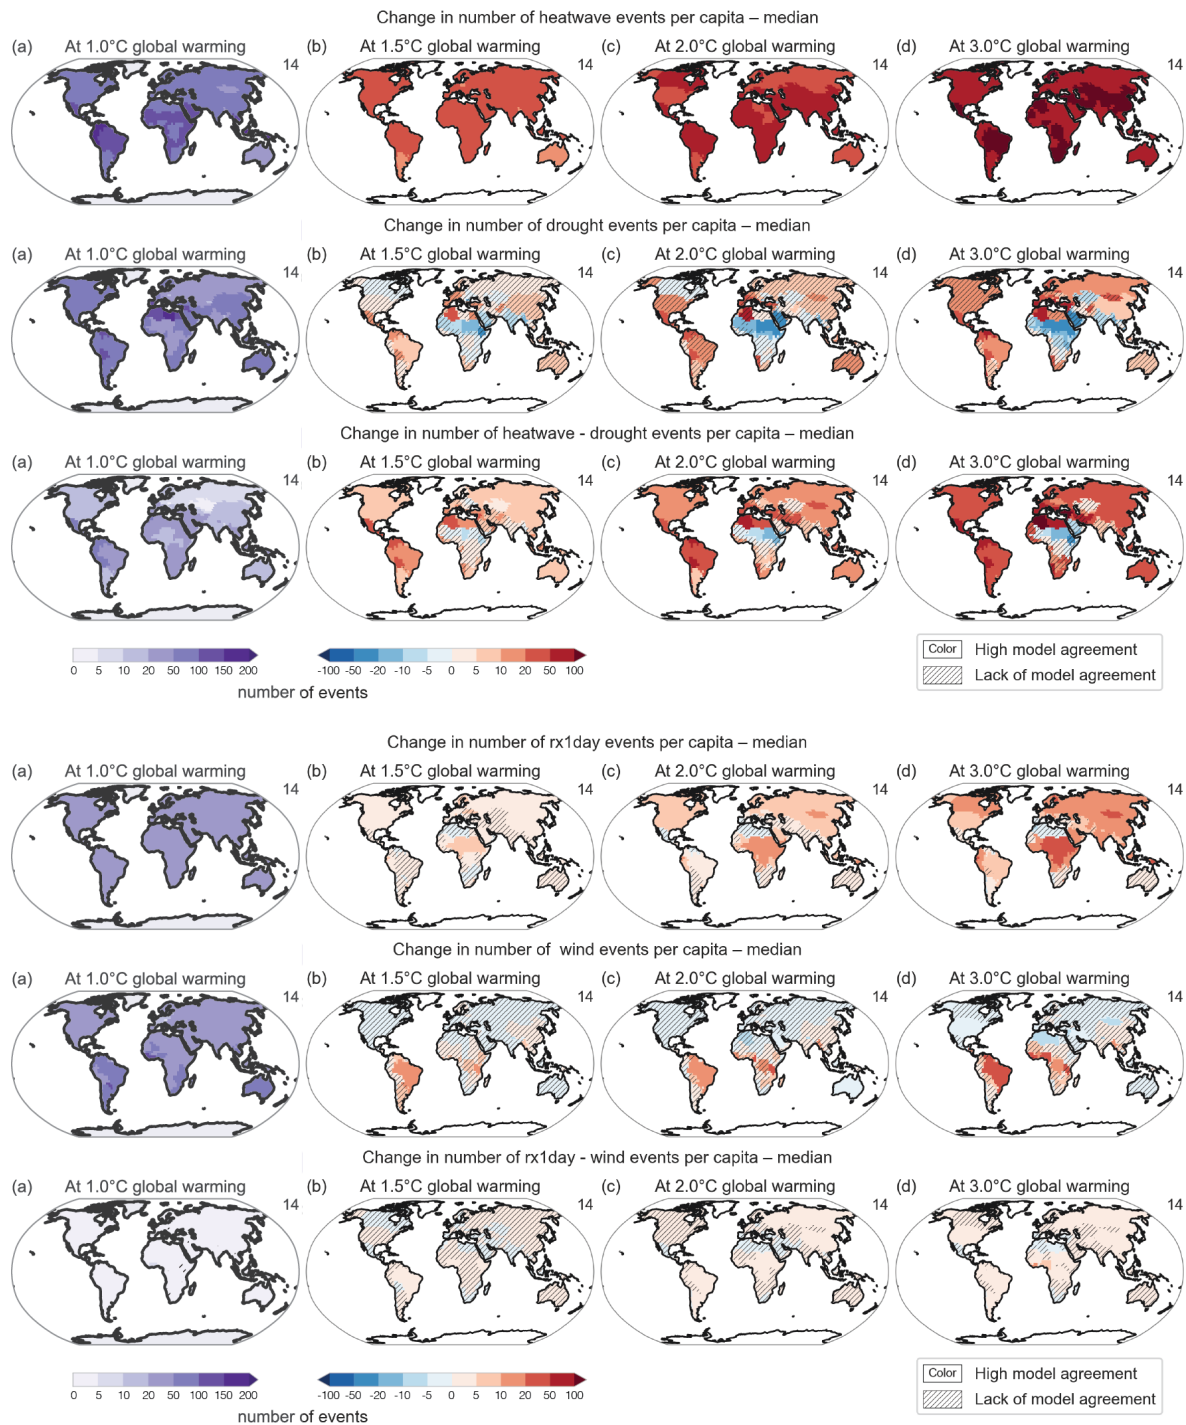 Change in number of heatwave events per capita – median
(a) At 1.0°C global warming (b) At 1.5°C global warming (c) At 2.0°C global warming (d) At 3.0°C global warming
14 14 14 14
Change in number of drought events per capita – median
(a) At 1.0°C global warming (b) At 1.5°C global warming (c) At 2.0°C global warming (d) At 3.0°C global warming
14 14 14 14
Change in number of heatwave - drought events per capita – median
(a) At 1.0°C global warming (b) At 1.5°C global warming (c) At 2.0°C global warming (d) At 3.0°C global warming
14 14 14 14
0 5 10 20 50 100 150 200 -100 -50 -20 -10 -5 0 5 10 20 50 100
number of events
Color High model agreement
Lack of model agreement
Change in number of rx1day events per capita – median
(a) At 1.0°C global warming (b) At 1.5°C global warming (c) At 2.0°C global warming (d) At 3.0°C global warming
14 14 14 14
Change in number of wind events per capita – median
(a) At 1.0°C global warming (b) At 1.5°C global warming (c) At 2.0°C global warming (d) At 3.0°C global warming
14 14 14 14
Change in number of rx1day - wind events per capita – median
(a) At 1.0°C global warming (b) At 1.5°C global warming (c) At 2.0°C global warming (d) At 3.0°C global warming
14 14 14 14
0 5 10 20 50 100 150 200 -100 -50 -20 -10 -5 0 5 10 20 50 100
number of events
Color High model agreement
Lack of model agreement